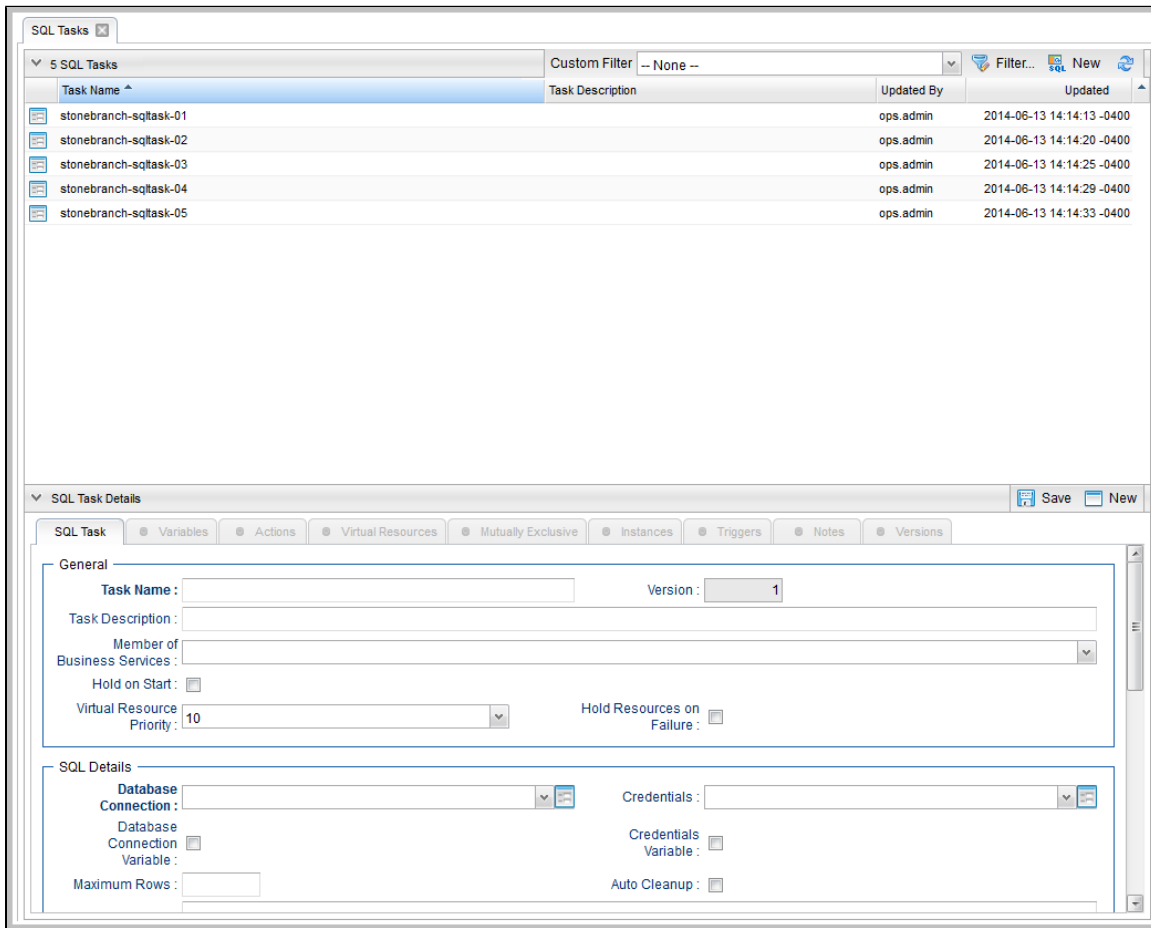 SQL Tasks
5 SQL Tasks Custom Filter -- None -- Filter... SQL New
Task Name Task Description Updated By Updated
stonebranch-sqltask-01 ops.admin 2014-06-13 14:14:13 -0400
stonebranch-sqltask-02 ops.admin 2014-06-13 14:14:20 -0400
stonebranch-sqltask-03 ops.admin 2014-06-13 14:14:25 -0400
stonebranch-sqltask-04 ops.admin 2014-06-13 14:14:29 -0400
stonebranch-sqltask-05 ops.admin 2014-06-13 14:14:33 -0400
SQL Task Details Save New
SQL Task Variables Actions Virtual Resources Mutually Exclusive Instances Triggers Notes Versions
General
Task Name : Version : 1
Task Description :
Member of
Business Services :
Hold on Start :
Virtual Resource
Priority : 10
Hold Resources on
Failure :
SQL Details
Database
Connection :
Credentials :
Database
Connection
Variable :
Credentials
Variable :
Maximum Rows : Auto Cleanup :